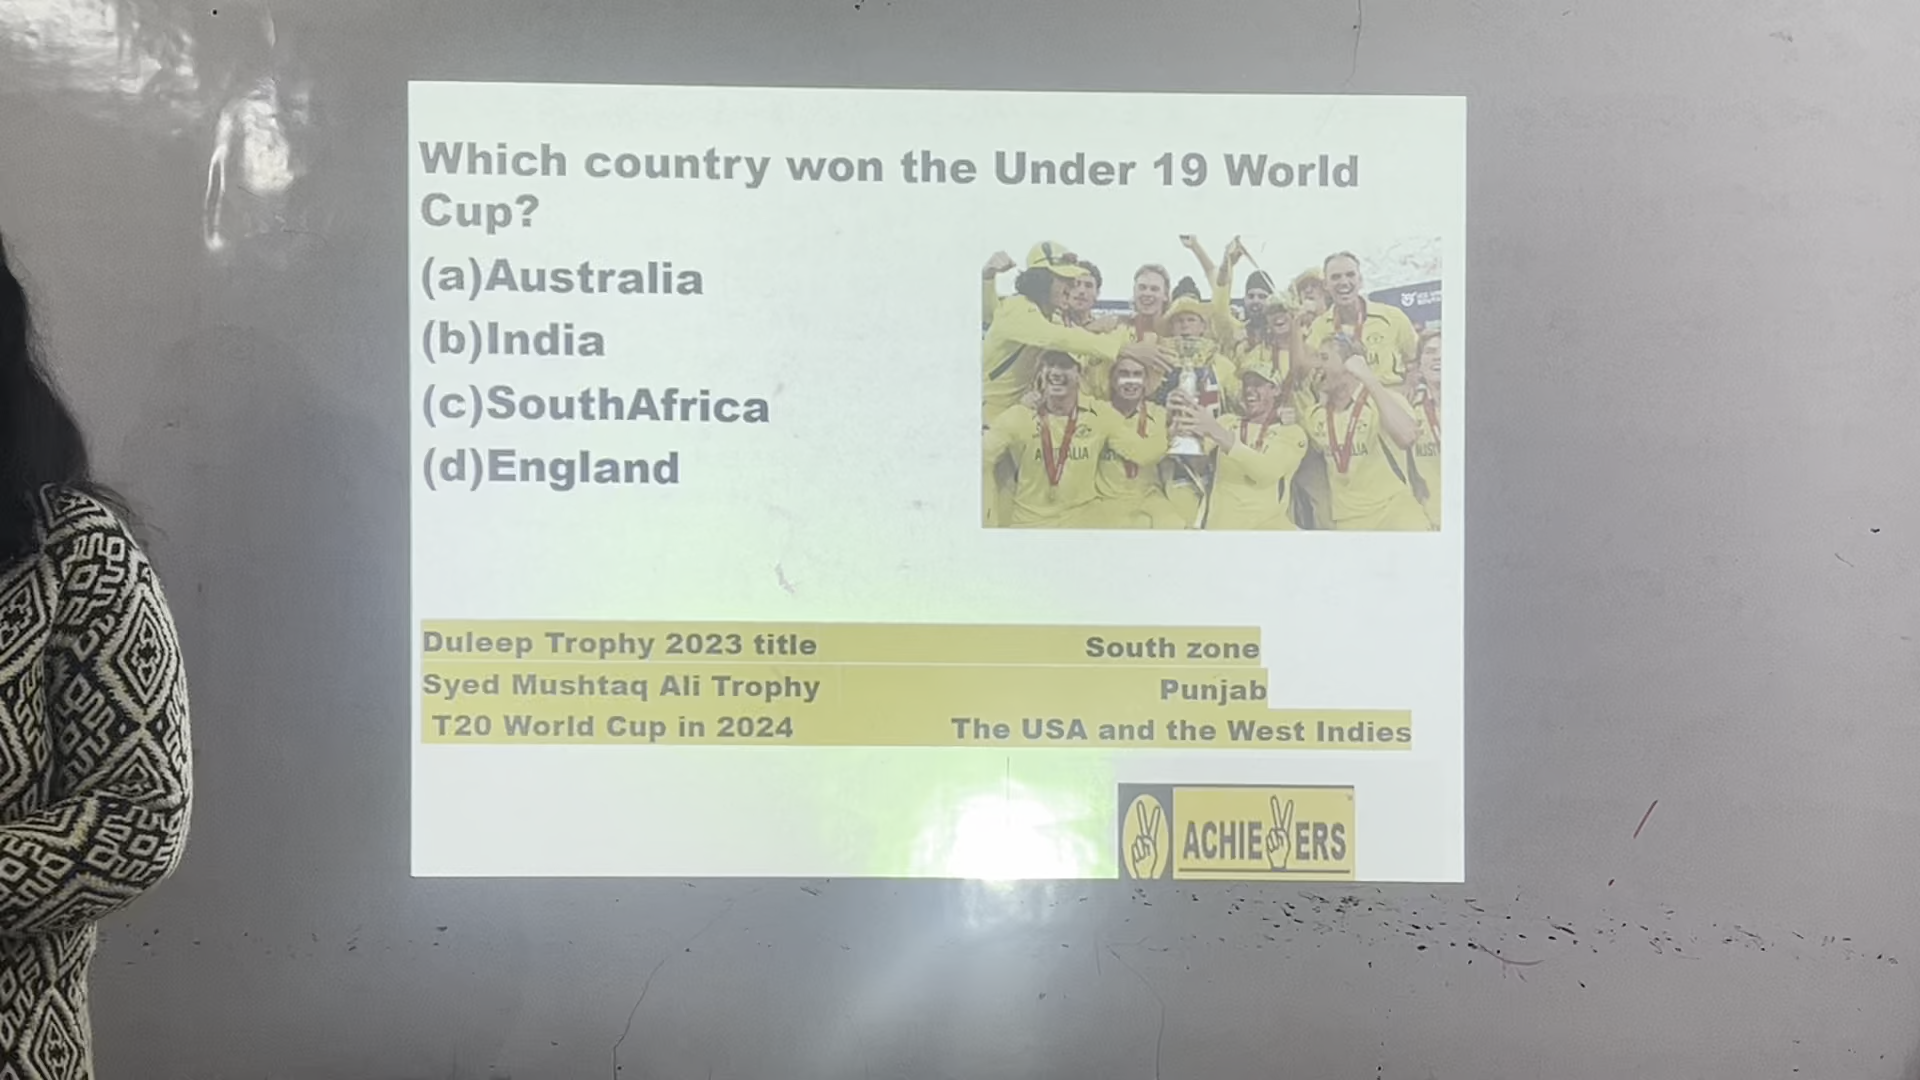 Which country won the Under 19 World
Cup?
(a)Australia
(b)India
(c)SouthAfrica
(d)England
Duleep Trophy 2023 title South zone
Syed Mushtaq Ali Trophy Punjab
T20 World Cup in 2024 The USA and the West Indies
ACHIEVERS